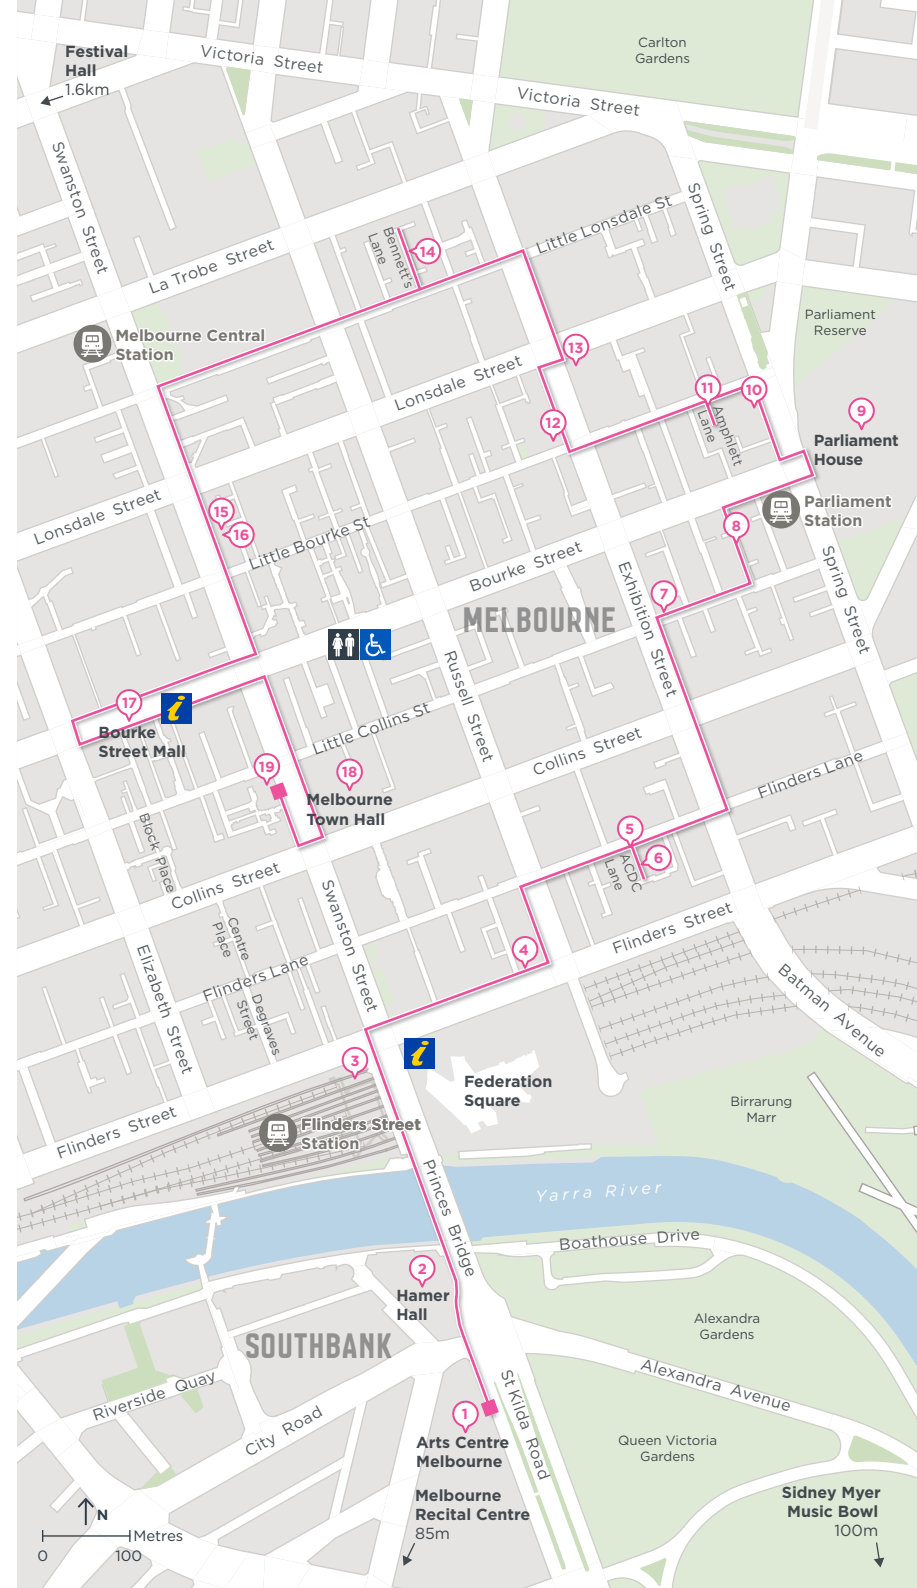 Festival
Hall
1.6km
Victoria Street
Carlton
Gardens
Victoria Street
Swanston Street
Spring Street
Little Lonsdale St
La Trobe Street
Bennett's
Lane
14
Melbourne Central
Station
Parliament
Reserve
13
Lonsdale Street
11
10
12
Amphlett
Lane
9
Parliament
House
Lonsdale Street
15
16
Little Bourke St
Parliament
Station
8
Bourke Street
Exhibition Street
Spring Street
7
MELBOURNE
Russell Street
17
i
Bourke
Street Mall
Little Collins St
Collins Street
19
18
Melbourne
Town Hall
Flinders Lane
Block Place
5
6
ACDC
Lane
Collins Street
Swanston Street
Centre
Place
4
Flinders Street
Elizabeth Street
Flinders Lane
Degraves
Street
Batman Avenue
3
i
Federation
Square
Birrarung
Marr
Flinders Street
Flinders Street
Station
Princes Bridge
Yarra River
Boathouse Drive
2
Hamer
Hall
SOUTHBANK
Alexandra
Gardens
Riverside Quay
Alexandra Avenue
St Kilda Road
City Road
1
Arts Centre
Melbourne
Queen Victoria
Gardens
Melbourne
Recital Centre
85m
Sidney Myer
Music Bowl
100m
N
Metres
0
100